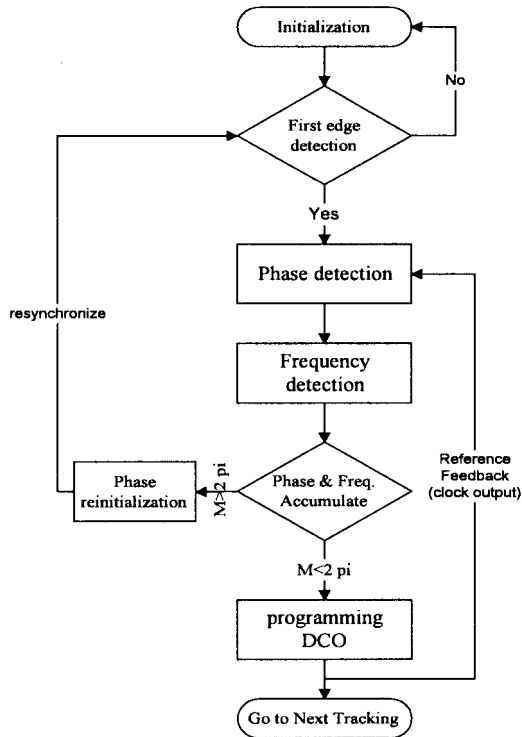 Initialization
No
First edge
detection
Yes
Phase detection
resynchronize
Frequency
detection
Reference
Feedback
(clock output)
Phase
reinitialization
M>2 pi
Phase & Freq.
Accumulate
M<2 pi
programming
DCO
Go to Next Tracking